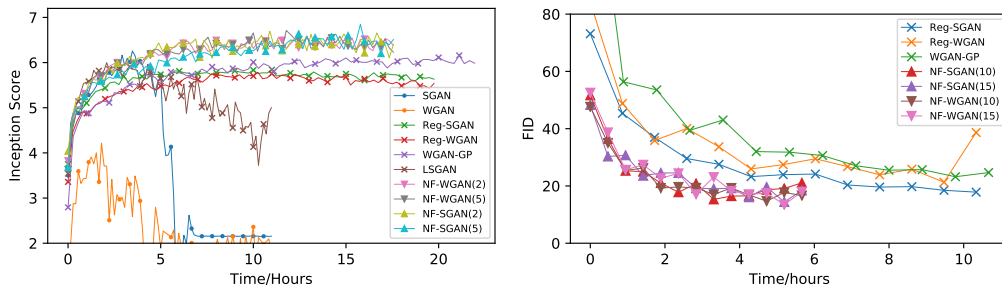 7
6
5
4
3
2
0
5
10
15
20
Inception Score
Time/Hours
SGAN
WGAN
Reg-SGAN
Reg-WGAN
WGAN-GP
LSGAN
NF-WGAN(2)
NF-WGAN(5)
NF-SGAN(2)
NF-SGAN(5)
80
60
40
20
0
0
2
4
6
8
10
FID
Time/hours
Reg-SGAN
Reg-WGAN
WGAN-GP
NF-SGAN(10)
NF-SGAN(15)
NF-WGAN(10)
NF-WGAN(15)